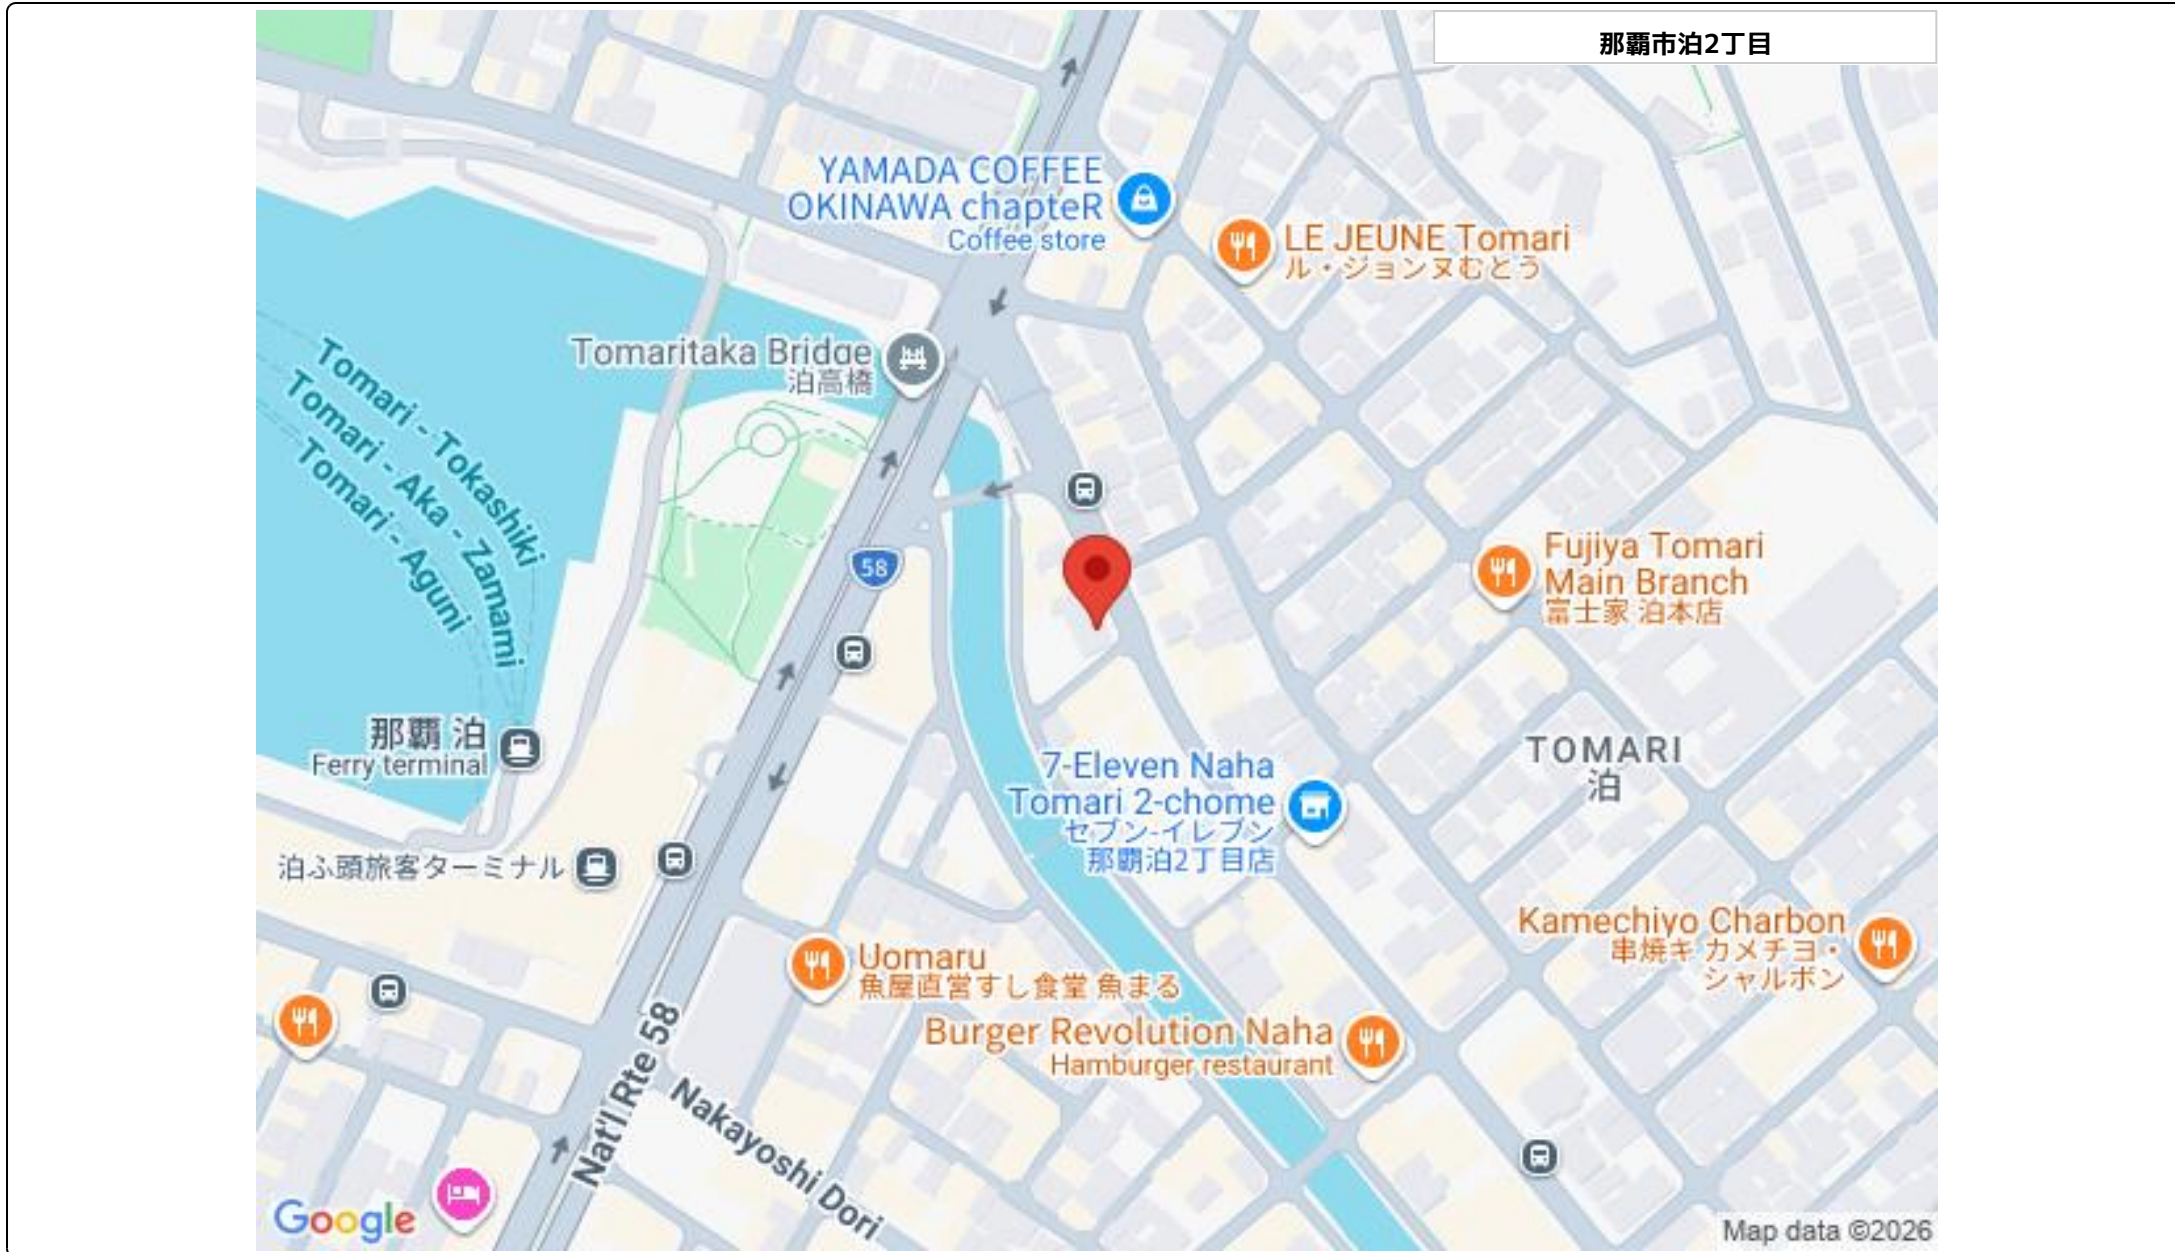 那覇市泊2丁目
YAMADA COFFEE
OKINAWA chapteR
Coffee store
LE JEUNE Tomari
ル・ジョンヌむとう
Tomaritaka Bridge
泊高橋
Tomari - Tokashiki
Tomari - Aka - Zamami
Tomari - Aguni
58
Fujiya Tomari
Main Branch
富士家 泊本店
那覇 泊
Ferry terminal
TOMARI
泊
7-Eleven Naha
Tomari 2-chome
セブン-イレブン
那覇泊2丁目店
泊ふ頭旅客ターミナル
Kamechiyo Charbon
串焼キ カメチヨ・
シャルボン
Uomaru
魚屋直営すし食堂 魚まる
Burger Revolution Naha
Hamburger restaurant
Nat'l Rte 58
Nakayoshi Dori
Google
Map data ©2026